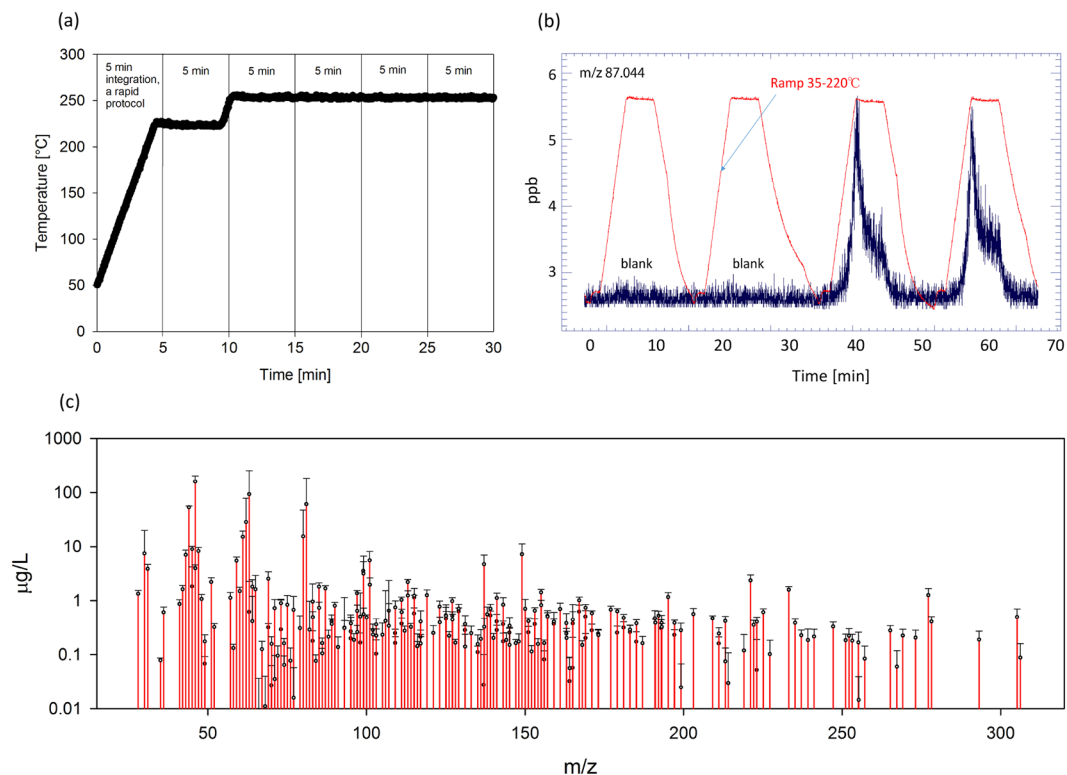 (a)
5 min
integration,
a rapid
protocol
5 min
5 min
5 min
5 min
5 min
300
250
200
150
100
50
0
Temperature [°C]
0 5 10 15 20 25 30
Time [min]
(b)
m/z 87.044
Ramp 35-220℃
6
5
2
3
ppb
blank
blank
0 10 20 30 40 50 60 70
Time [min]
(c)
1000
100
10
1
0.1
0.01
µg/L
50 100 150 200 250 300
m/z